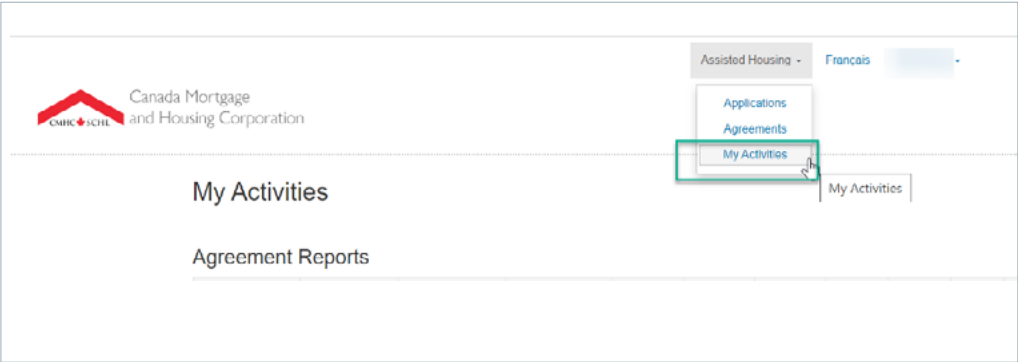 Assisted Housing
Français
Canada Mortgage
and Housing Corporation
CMHC SCHL
Applications
Agreements
My Activities
My Activities
My Activities
Agreement Reports